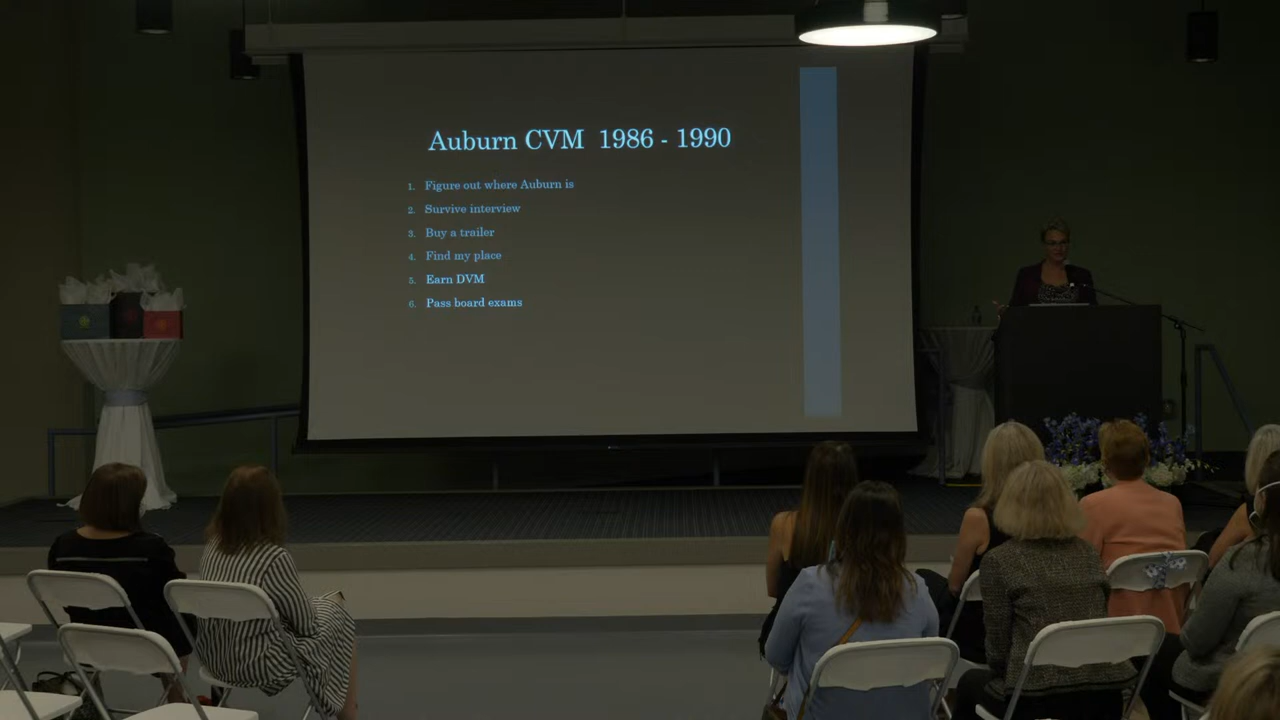 Auburn CVM 1986 - 1990
1. Figure out where Auburn is
2. Survive interview
3. Buy a trailer
4. Find my place
5. Earn DVM
6. Pass board exams